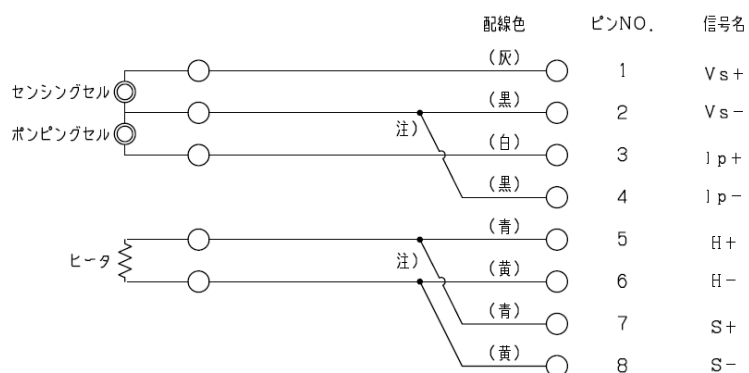 配線色 ピンNO. 信号名
(灰) 1 Vs+
センシングセル
(黒) 2 Vs-
ポンピングセル
注)
(白) 3 Ip+
(黒) 4 Ip-
(青) 5 H+
ヒータ
注)
(黄) 6 H-
(青) 7 S+
(黄) 8 S-